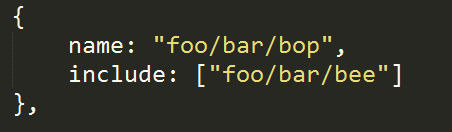 {
    name: "foo/bar/bop",
    include: ["foo/bar/bee"]
},